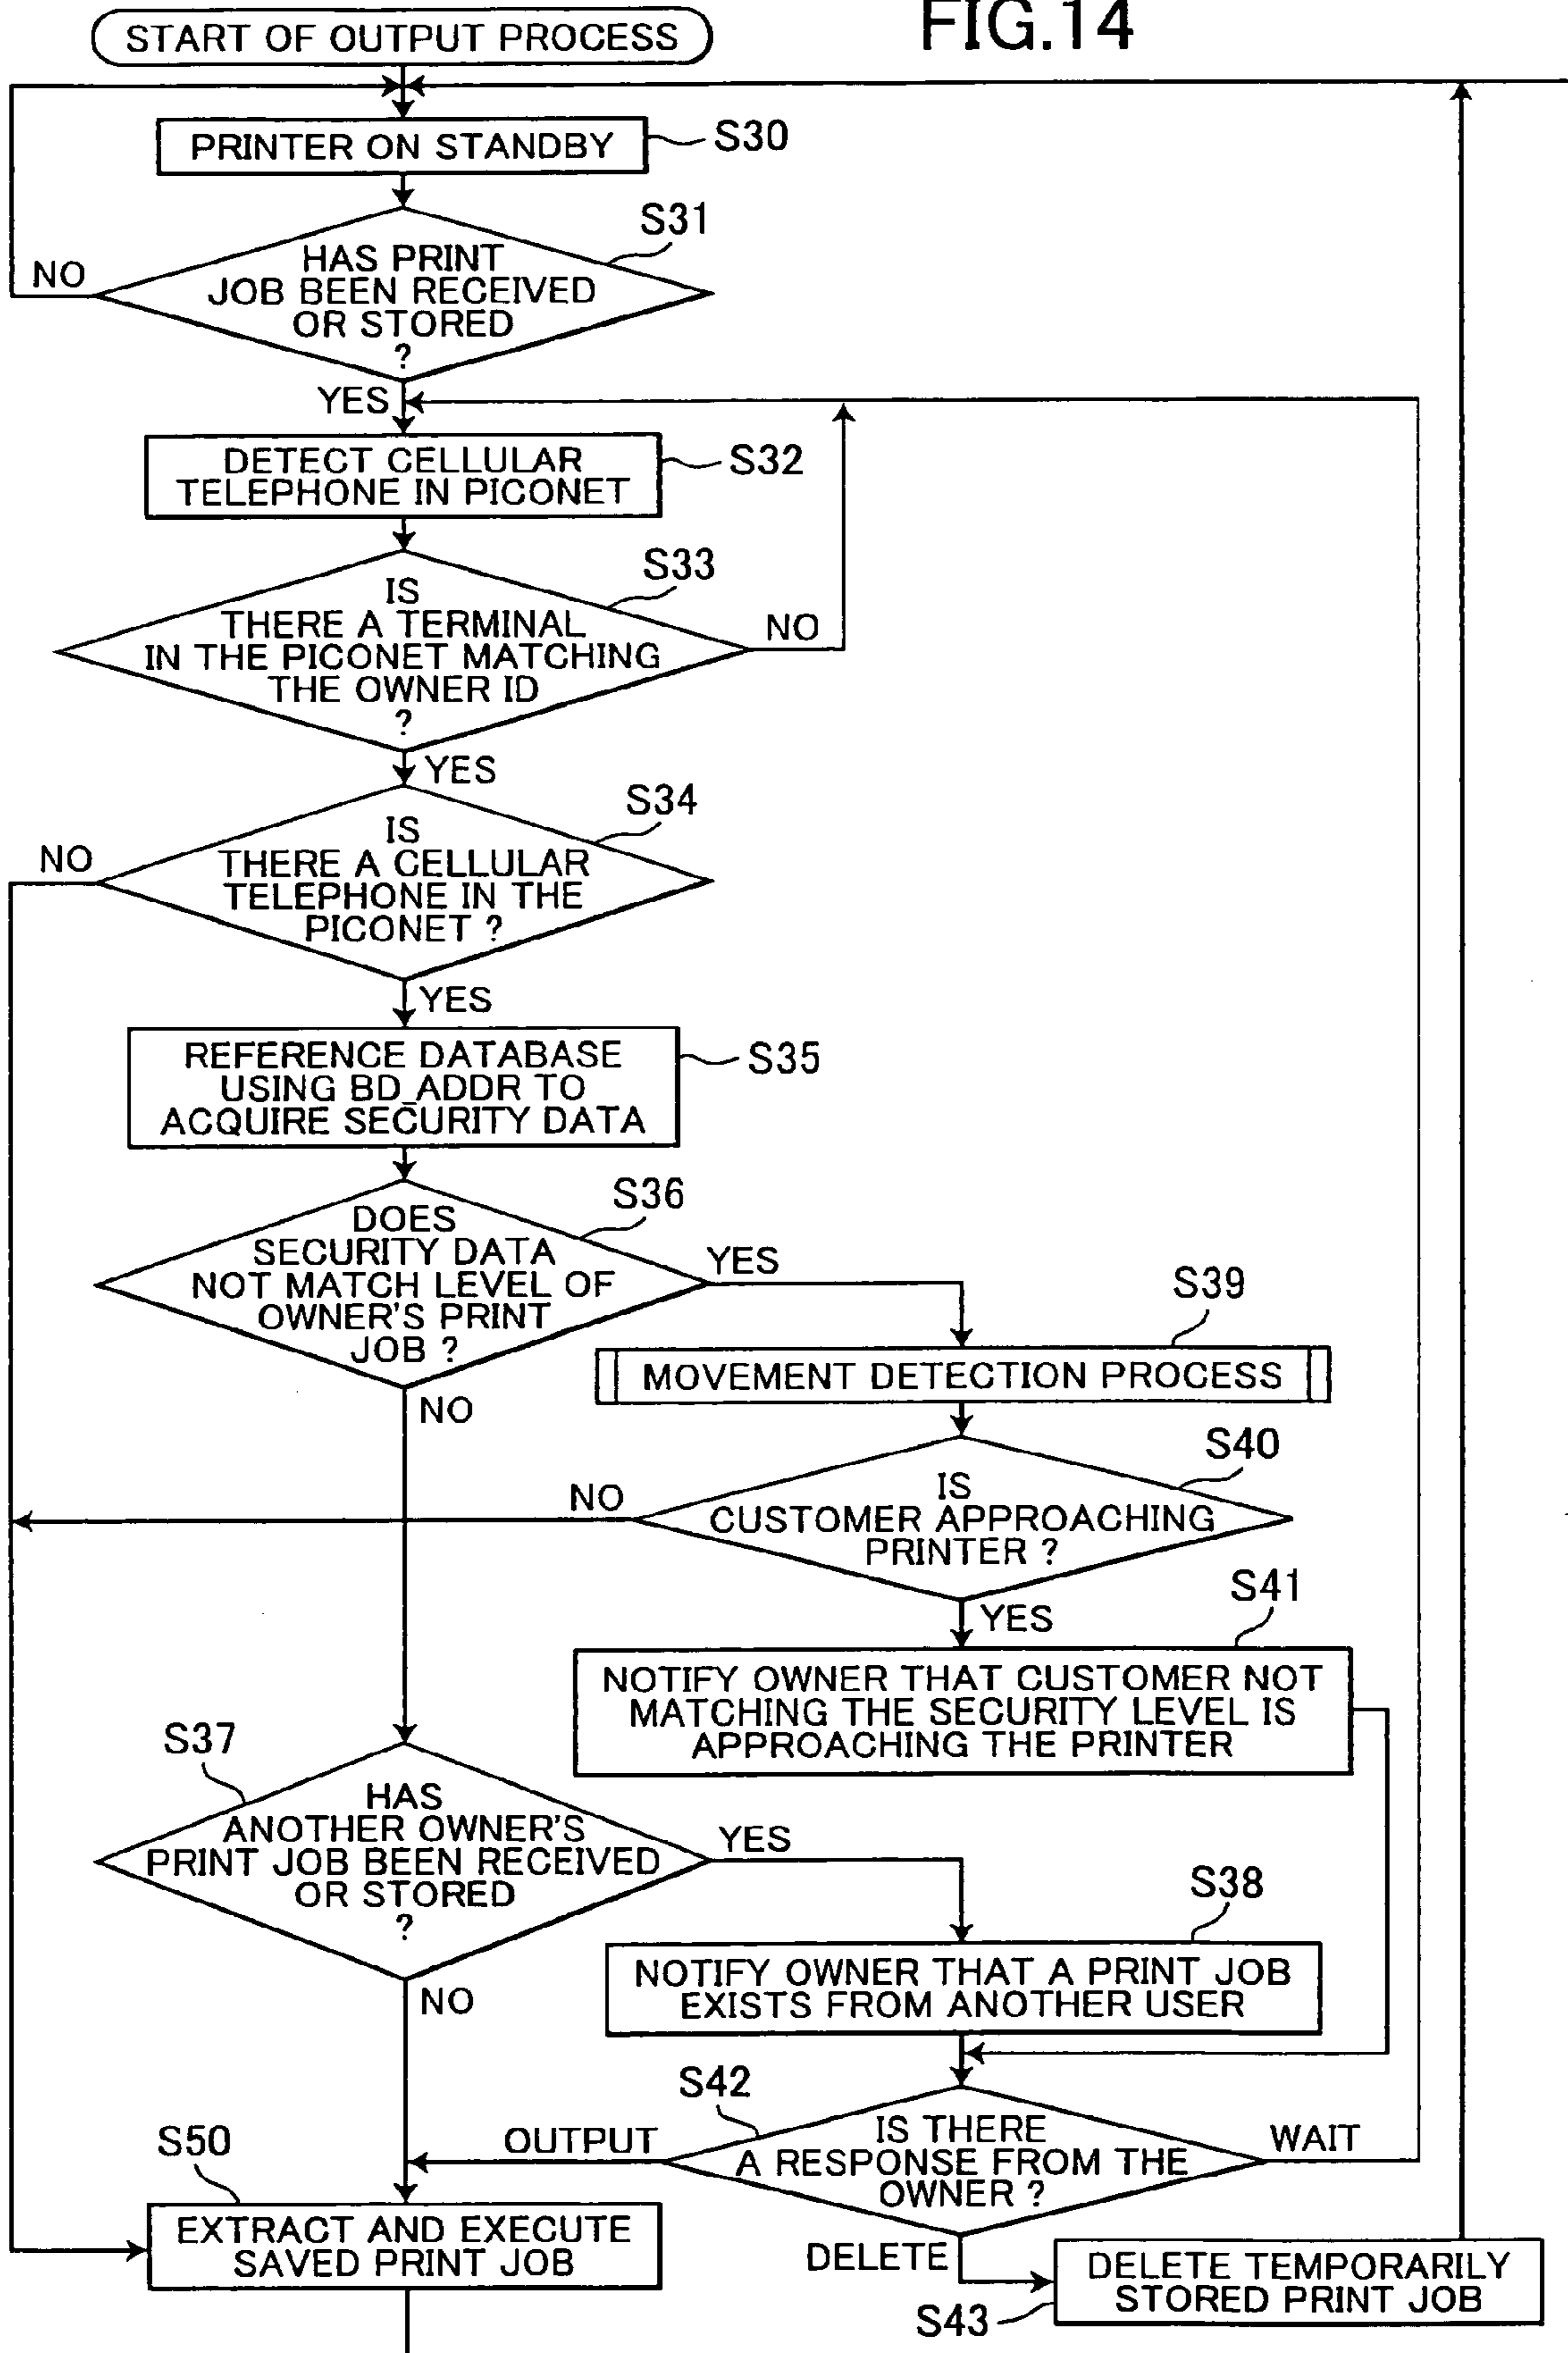 FIG.14
START OF OUTPUT PROCESS
PRINTER ON STANDBY
S30
S31
HAS PRINT
JOB BEEN RECEIVED
OR STORED
?
NO
YES
DETECT CELLULAR
TELEPHONE IN PICONET
S32
S33
IS
THERE A TERMINAL
IN THE PICONET MATCHING
THE OWNER ID
?
NO
YES
S34
IS
THERE A CELLULAR
TELEPHONE IN THE
PICONET ?
NO
YES
REFERENCE DATABASE
USING BD_ADDR TO
ACQUIRE SECURITY DATA
S35
S36
DOES
SECURITY DATA
NOT MATCH LEVEL OF
OWNER'S PRINT
JOB ?
YES
NO
S39
MOVEMENT DETECTION PROCESS
S40
IS
CUSTOMER APPROACHING
PRINTER ?
NO
YES
S41
NOTIFY OWNER THAT CUSTOMER NOT
MATCHING THE SECURITY LEVEL IS
APPROACHING THE PRINTER
S37
HAS
ANOTHER OWNER'S
PRINT JOB BEEN RECEIVED
OR STORED
?
YES
NO
S38
NOTIFY OWNER THAT A PRINT JOB
EXISTS FROM ANOTHER USER
S42
IS THERE
A RESPONSE FROM THE
OWNER ?
OUTPUT
WAIT
DELETE
S50
EXTRACT AND EXECUTE
SAVED PRINT JOB
DELETE TEMPORARILY
STORED PRINT JOB
S43